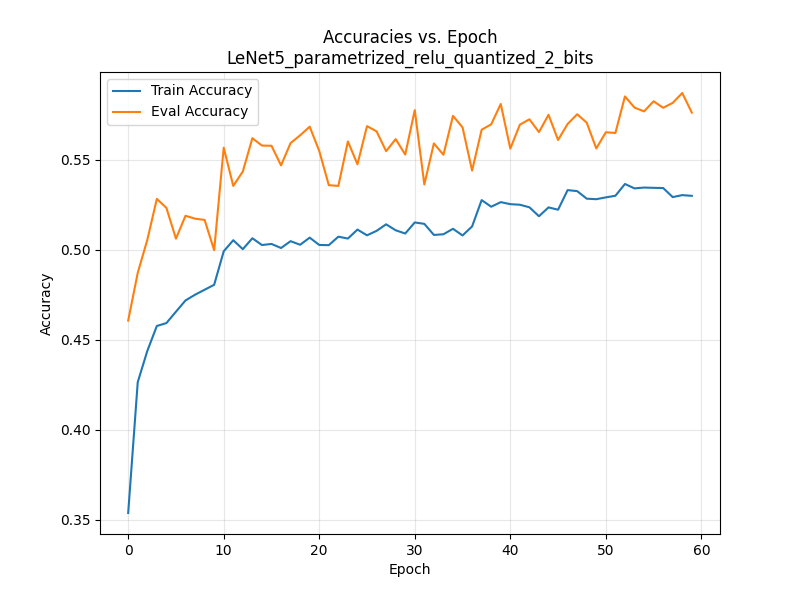 Accuracies vs. Epoch
LeNet5_parametrized_relu_quantized_2_bits
Train Accuracy
Eval Accuracy
Accuracy
0.55
0.50
0.45
0.40
0.35
0 10 20 30 40 50 60
Epoch